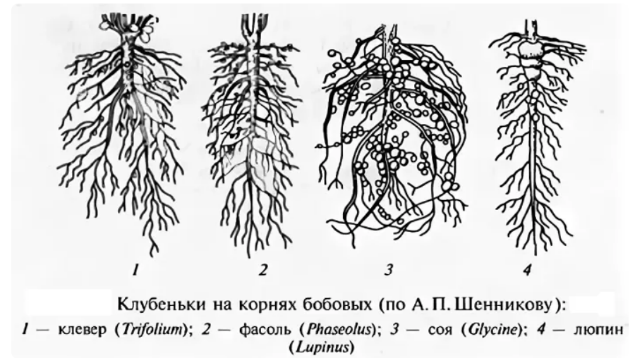 1 2 3 4
Клубеньки на корнях бобовых (по А. П. Шенникову):
1 — клевер (Trifolium); 2 — фасоль (Phaseolus); 3 — соя (Glycine); 4 — люпин
(Lupinus)